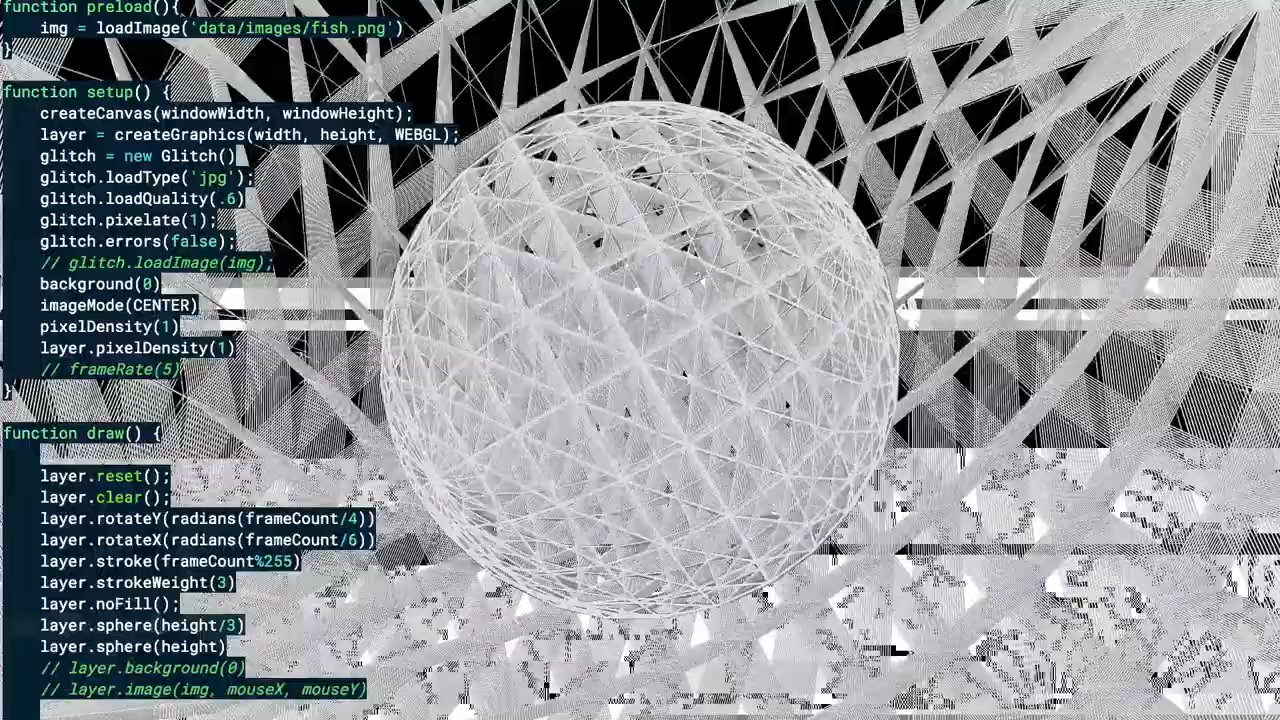 function preload(){
    img = loadImage('data/images/fish.png')
}
function setup() {
    createCanvas(windowWidth, windowHeight);
    layer = createGraphics(width, height, WEBGL);
    glitch = new Glitch()
    glitch.loadType('jpg');
    glitch.loadQuality(.6)
    glitch.pixelate(1);
    glitch.errors(false);
    // glitch.loadImage(img);
    background(0)
    imageMode(CENTER)
    pixelDensity(1)
    layer.pixelDensity(1)
    // frameRate(5)
}
function draw() {
    layer.reset();
    layer.clear();
    layer.rotateY(radians(frameCount/4))
    layer.rotateX(radians(frameCount/6))
    layer.stroke(frameCount%255)
    layer.strokeWeight(3)
    layer.noFill();
    layer.sphere(height/3)
    layer.sphere(height)
    // layer.background(0)
    // layer.image(img, mouseX, mouseY)